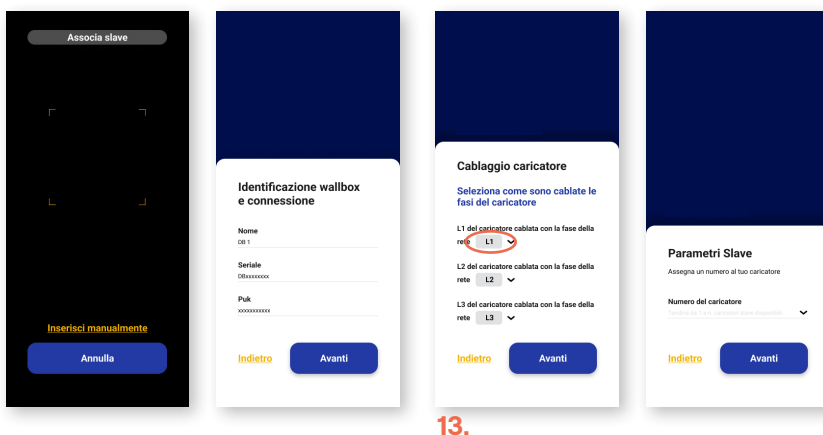 Associa slave
Inserisci manualmente
Annulla
Identificazione wallbox
e connessione
Nome
DB 1
Seriale
DBxxxxxxxx
Puk
xxxxxxxxxxx
Indietro
Avanti
Cablaggio caricatore
Seleziona come sono cablate le
fasi del caricatore
L1 del caricatore cablata con la fase della
rete L1
L2 del caricatore cablata con la fase della
rete L2
L3 del caricatore cablata con la fase della
rete L3
Indietro
Avanti
13.
Parametri Slave
Assegna un numero al tuo caricatore
Numero del caricatore
Indietro
Avanti